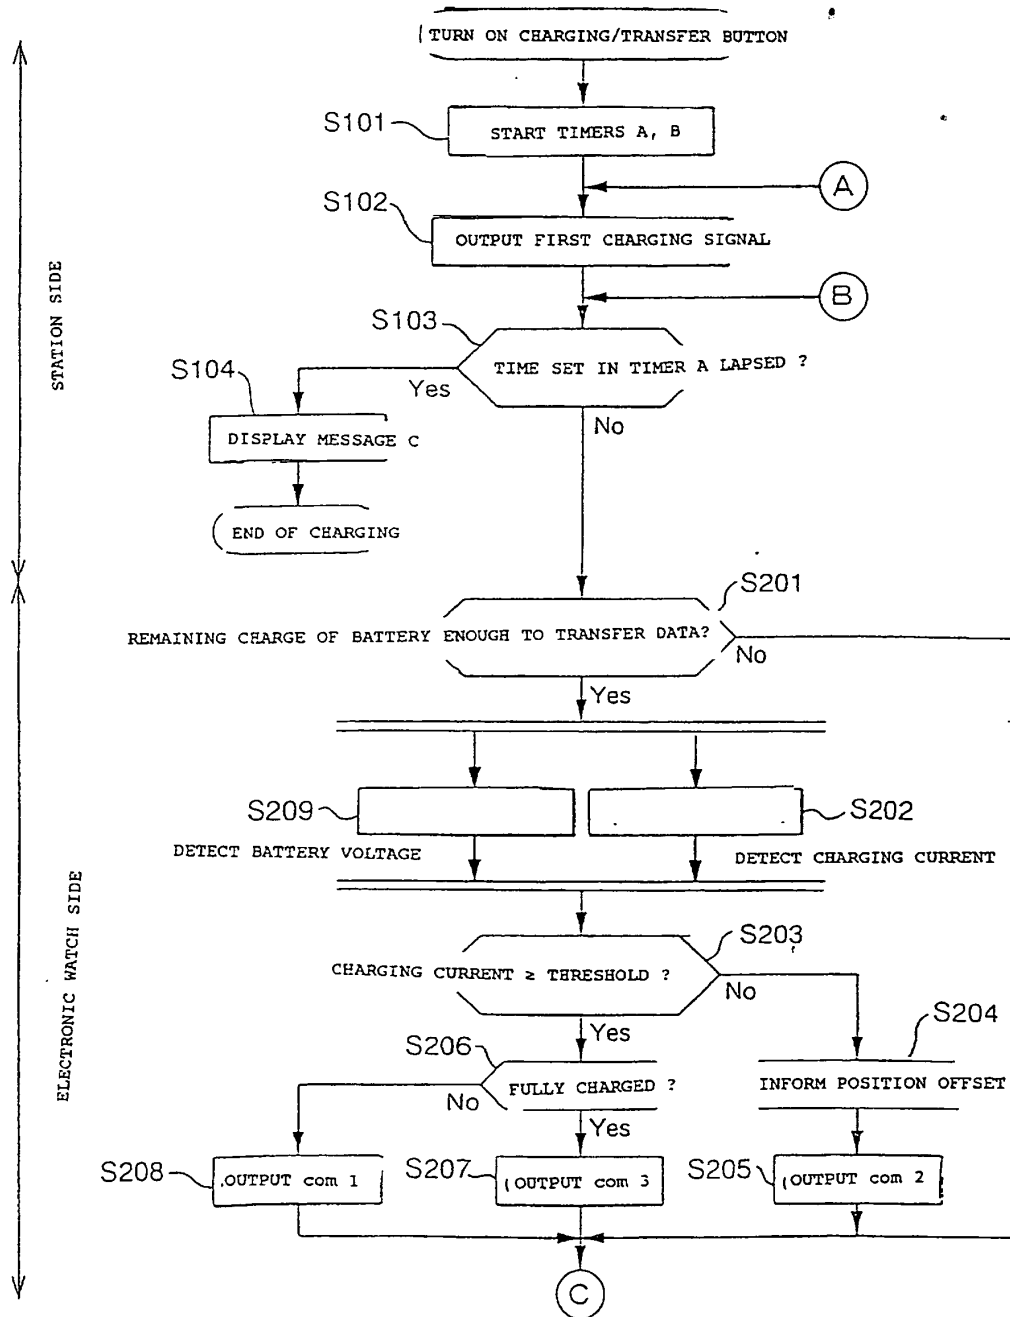 TURN ON CHARGING/TRANSFER BUTTON
S101
START TIMERS A, B
A
S102
OUTPUT FIRST CHARGING SIGNAL
B
S103
TIME SET IN TIMER A LAPSED ?
Yes
No
S104
DISPLAY MESSAGE C
END OF CHARGING
STATION SIDE
S201
REMAINING CHARGE OF BATTERY ENOUGH TO TRANSFER DATA?
No
Yes
S209
S202
DETECT BATTERY VOLTAGE
DETECT CHARGING CURRENT
S203
CHARGING CURRENT ≥ THRESHOLD ?
No
Yes
S204
INFORM POSITION OFFSET
S206
FULLY CHARGED ?
No
Yes
S208
OUTPUT com 1
S207
OUTPUT com 3
S205
OUTPUT com 2
C
ELECTRONIC WATCH SIDE